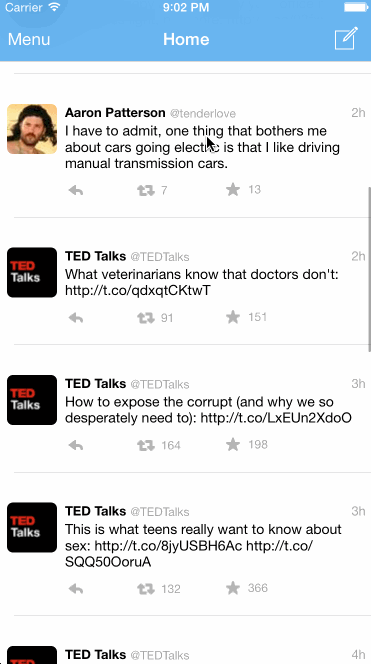 Carrier 9:02 PM
Menu Home
Aaron Patterson @tenderlove 2h
I have to admit, one thing that bothers me
about cars going electric is that I like driving
manual transmission cars.
7 13
TED Talks @TEDTalks 2h
TED
Talks
What veterinarians know that doctors don't:
http://t.co/qdxqtCKtwT
91 151
TED Talks @TEDTalks 3h
TED
Talks
How to expose the corrupt (and why we so
desperately need to): http://t.co/LxEUn2XdoO
164 198
TED Talks @TEDTalks 3h
TED
Talks
This is what teens really want to know about
sex: http://t.co/8jyUSBH6Ac http://t.co/
SQQ50OoruA
132 366
TED Talks @TEDTalks 4h
TED